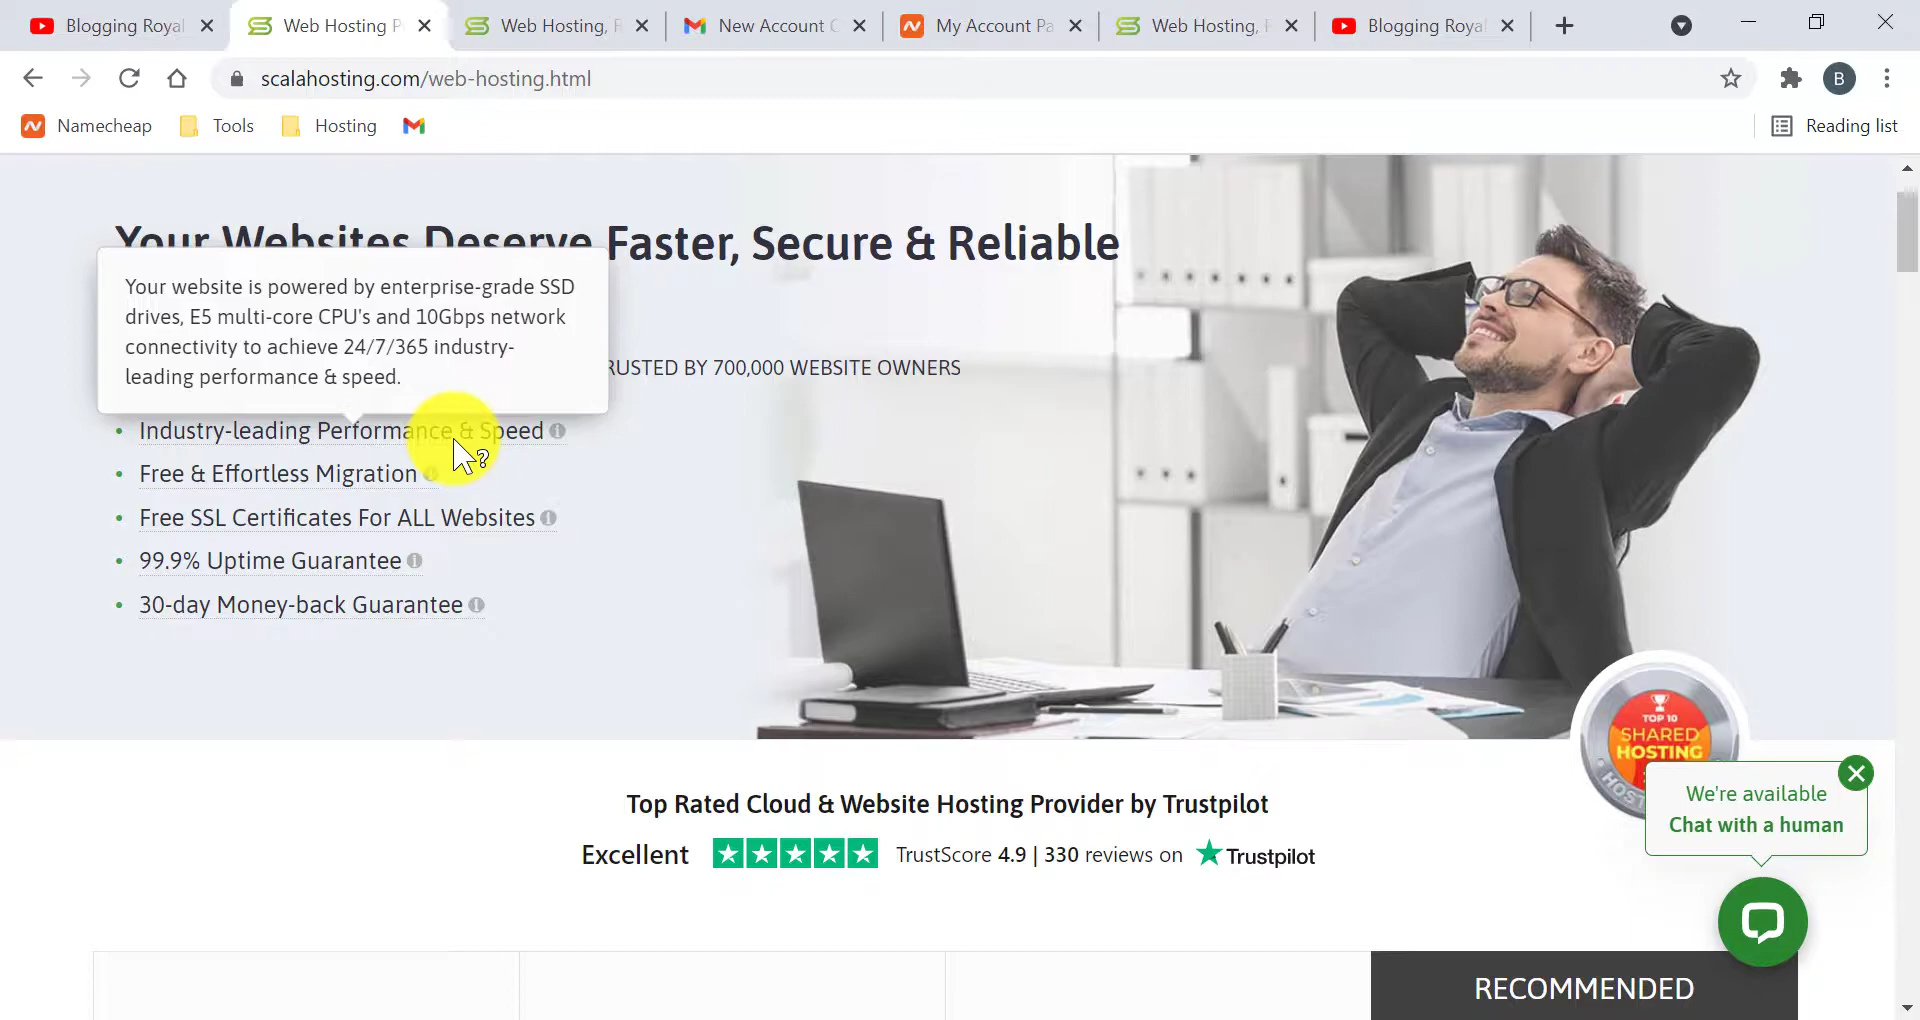 Blogging Royal
Web Hosting P
Web Hosting, F
New Account C
My Account Pa
Web Hosting, F
Blogging Royal
scalahosting.com/web-hosting.html
B
Namecheap
Tools
Hosting
Reading list
Your Websites Deserve Faster, Secure & Reliable
Your website is powered by enterprise-grade SSD
drives, E5 multi-core CPU's and 10Gbps network
connectivity to achieve 24/7/365 industry-
leading performance & speed.
RUSTED BY 700,000 WEBSITE OWNERS
• Industry-leading Performance & Speed
• Free & Effortless Migration
• Free SSL Certificates For ALL Websites
• 99.9% Uptime Guarantee
• 30-day Money-back Guarantee
TOP 10
SHARED
HOSTING
We're available
Chat with a human
Top Rated Cloud & Website Hosting Provider by Trustpilot
Excellent TrustScore 4.9 | 330 reviews on Trustpilot
RECOMMENDED